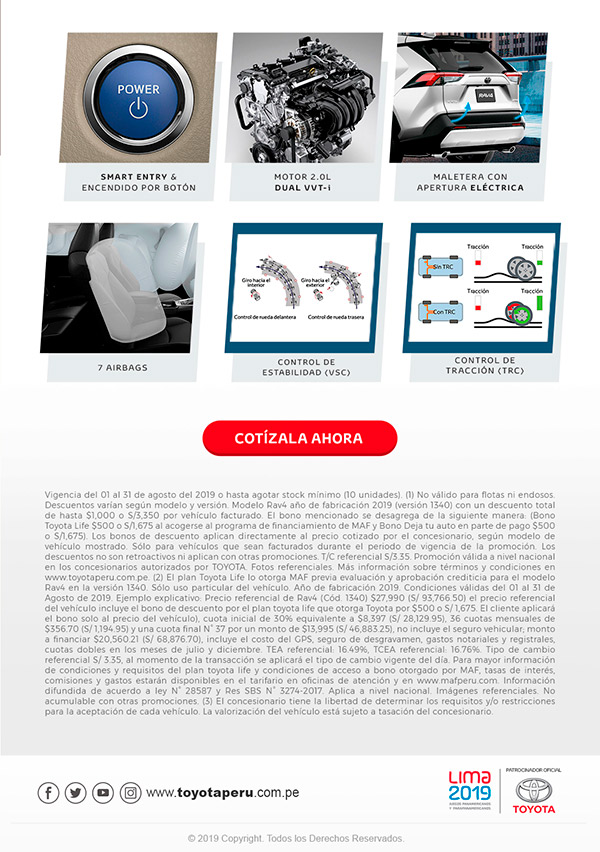 POWER
RAV4
SMART ENTRY &
ENCENDIDO POR BOTÓN
MOTOR 2.0L
DUAL VVT-i
MALETERA CON
APERTURA ELÉCTRICA
Giro hacia el
interior
Giro hacia el
exterior
Control de rueda delantera
Control de rueda trasera
Tracción
Tracción
Sin TRC
Tracción
Tracción
Con TRC
7 AIRBAGS
CONTROL DE
ESTABILIDAD (VSC)
CONTROL DE
TRACCIÓN (TRC)
COTÍZALA AHORA
Vigencia del 01 al 31 de agosto del 2019 o hasta agotar stock mínimo (10 unidades). (1) No válido para flotas ni endosos.
Descuentos varían según modelo y versión. Modelo Rav4 año de fabricación 2019 (versión 1340) con un descuento total
de hasta $1,000 o S/3,350 por vehículo facturado. El bono mencionado se desagrega de la siguiente manera: (Bono
Toyota Life $500 o S/1,675 al acogerse al programa de financiamiento de MAF y Bono Deja tu auto en parte de pago $500
o S/1,675). Los bonos de descuento aplican directamente al precio cotizado por el concesionario, según modelo de
vehículo mostrado. Sólo para vehículos que sean facturados durante el periodo de vigencia de la promoción. Los
descuentos no son retroactivos ni aplican con otras promociones. T/C referencial S/3.35. Promoción válida a nivel nacional
en los concesionarios autorizados por TOYOTA. Fotos referenciales. Más información sobre términos y condiciones en
www.toyotaperu.com.pe. (2) El plan Toyota Life lo otorga MAF previa evaluación y aprobación crediticia para el modelo
Rav4 en la versión 1340. Sólo uso particular del vehículo. Año de fabricación 2019. Condiciones válidas del 01 al 31 de
Agosto de 2019. Ejemplo explicativo: Precio referencial de Rav4 (Cód. 1340) $27,990 (S/ 93,766.50) el precio referencial
del vehículo incluye el bono de descuento por el plan toyota life que otorga Toyota por $500 o S/ 1,675. El cliente aplicará
el bono solo al precio del vehículo), cuota inicial de 30% equivalente a $8,397 (S/ 28,129.95), 36 cuotas mensuales de
$356.70 (S/ 1,194.95) y una cuota final N° 37 por un monto de $13,995 (S/ 46,883.25), no incluye el seguro vehicular; monto
a financiar $20,560.21 (S/ 68,876.70), incluye el costo del GPS, seguro de desgravamen, gastos notariales y registrales,
cuotas dobles en los meses de julio y diciembre. TEA referencial: 16.49%, TCEA referencial: 16.76%. Tipo de cambio
referencial S/ 3.35, al momento de la transacción se aplicará el tipo de cambio vigente del día. Para mayor información
de condiciones y requisitos del plan toyota life y condiciones de acceso a bono otorgado por MAF, tasas de interés,
comisiones y gastos estarán disponibles en el tarifario en oficinas de atención y en www.mafperu.com. Información
difundida de acuerdo a ley N° 28587 y Res SBS N° 3274-2017. Aplica a nivel nacional. Imágenes referenciales. No
acumulable con otras promociones. (3) El concesionario tiene la libertad de determinar los requisitos y/o restricciones
para la aceptación de cada vehículo. La valorización del vehículo está sujeto a tasación del concesionario.
www.toyotaperu.com.pe
LIMA
2019
JUEGOS PANAMERICANOS
Y PARAPANAMERICANOS
PATROCINADOR OFICIAL
TOYOTA
© 2019 Copyright. Todos los Derechos Reservados.